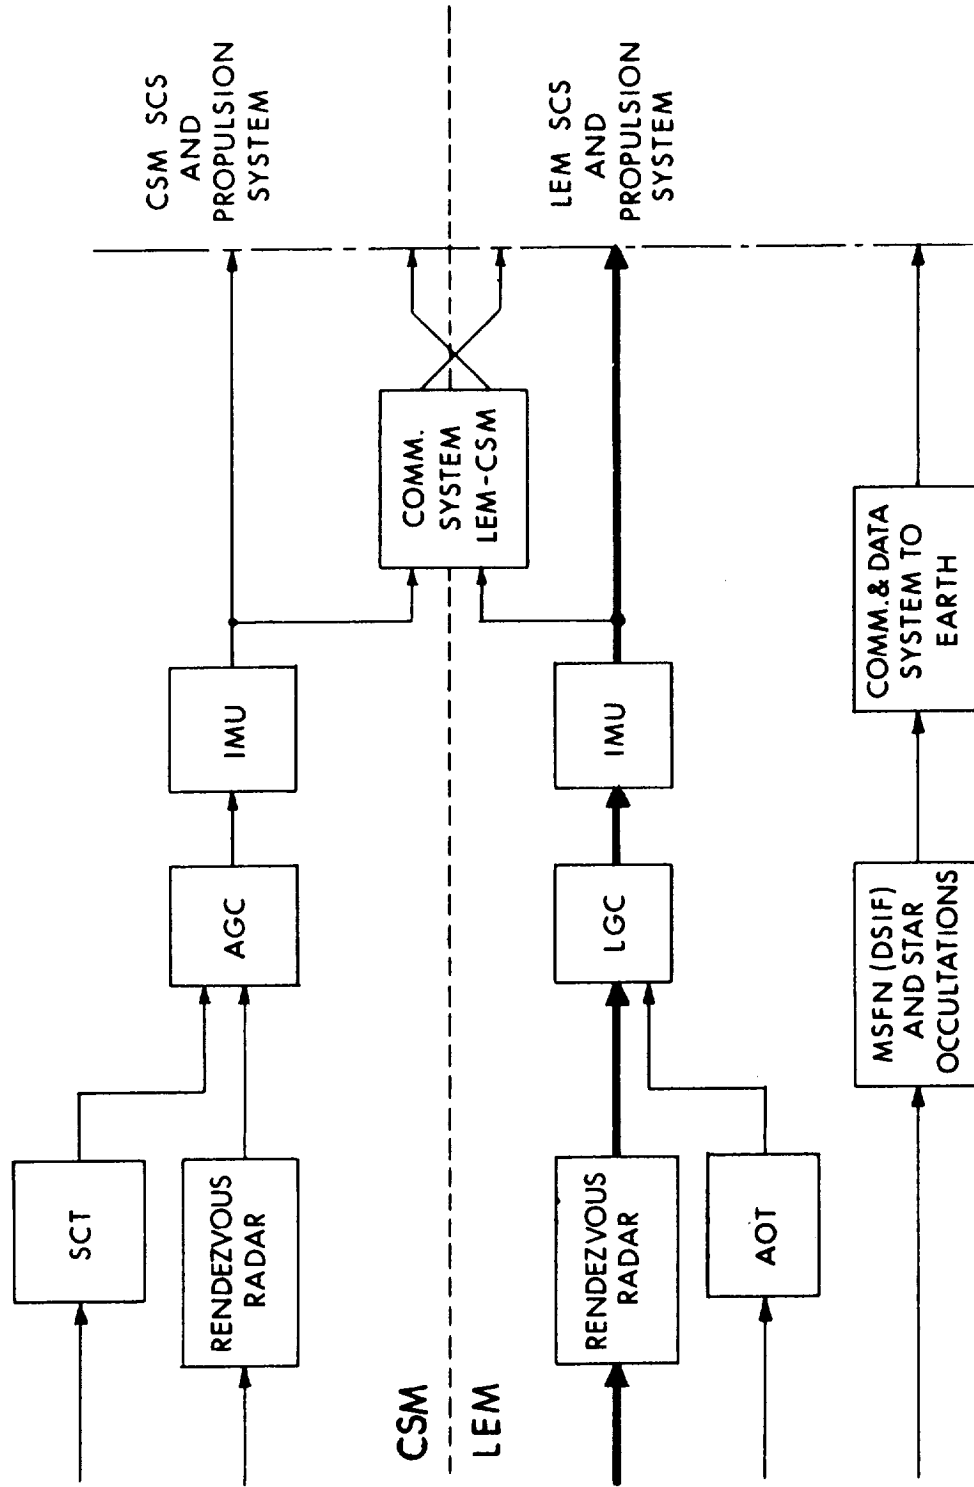 SCT
RENDEZVOUS
RADAR
AGC
IMU
CSM SCS
AND
PROPULSION
SYSTEM
CSM
LEM
COMM.
SYSTEM
LEM-CSM
RENDEZVOUS
RADAR
AOT
LGC
IMU
LEM SCS
AND
PROPULSION
SYSTEM
MSFN (DSIF)
AND STAR
OCCULTATIONS
COMM.& DATA
SYSTEM TO
EARTH